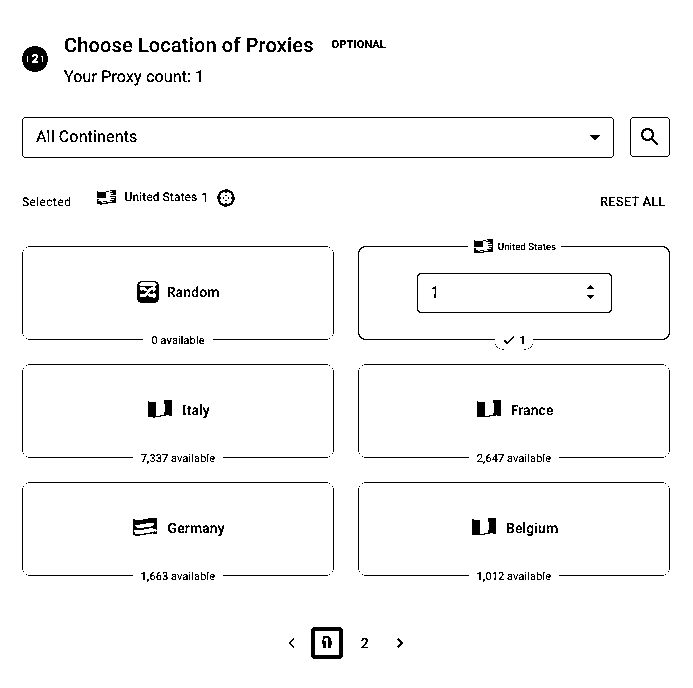 2
Choose Location of Proxies OPTIONAL
Your Proxy count: 1
All Continents
Selected United States 1 RESET ALL
United States
Random
1
0 available
1
Italy
France
7,337 available
2,647 available
Germany
Belgium
1,663 available
1,012 available
1 2